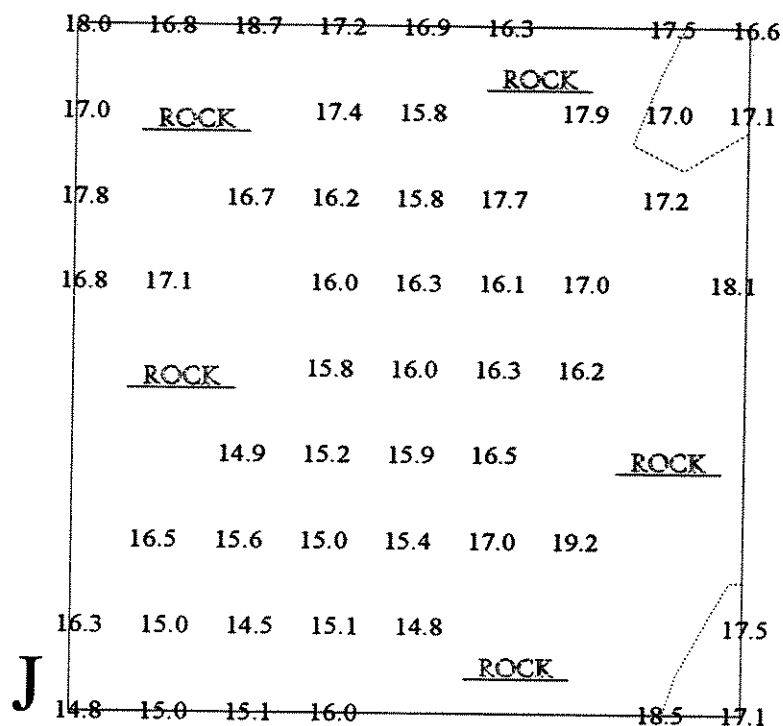 18.0 16.8 18.7 17.2 16.9 16.3 17.5 16.6
ROCK
17.0 ROCK 17.4 15.8 17.9 17.0 17.1
17.8 16.7 16.2 15.8 17.7 17.2
16.8 17.1 16.0 16.3 16.1 17.0 18.1
ROCK 15.8 16.0 16.3 16.2
14.9 15.2 15.9 16.5 ROCK
16.5 15.6 15.0 15.4 17.0 19.2
16.3 15.0 14.5 15.1 14.8 17.5
ROCK
J
14.8 15.0 15.1 16.0 18.5 17.1